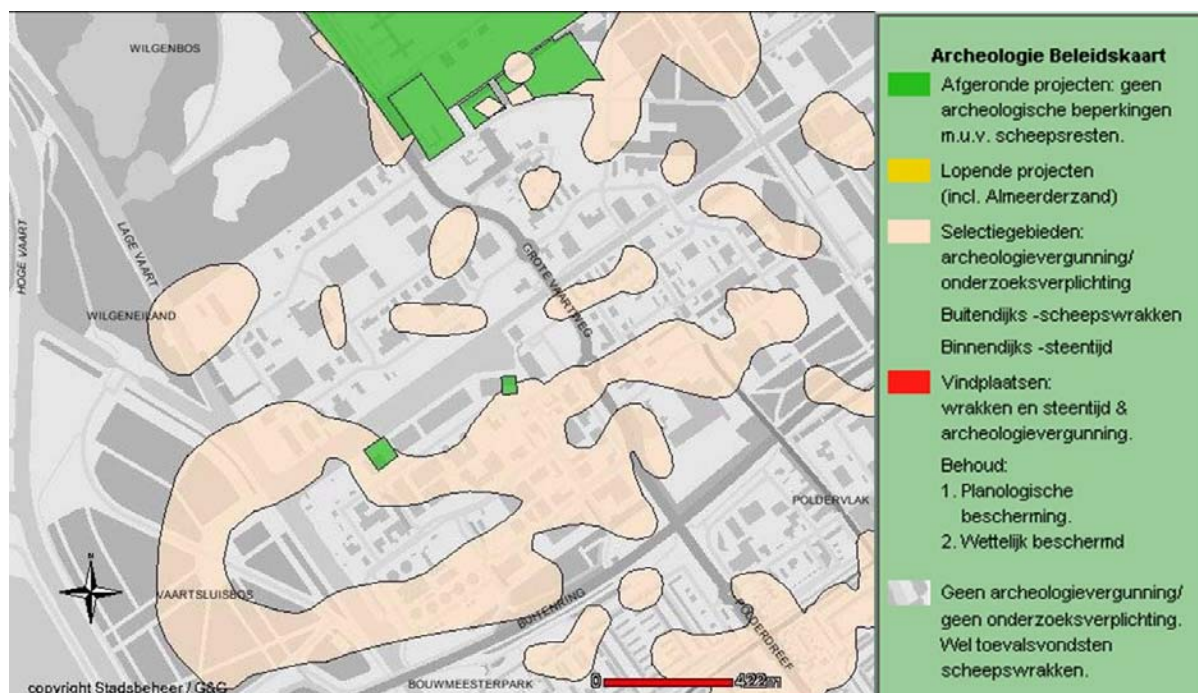 WILGENBOS
HOGE VAART
LAGE VAART
WILGENEILAND
GROTE VAARTWEG
POLDERVLAK
VAARTSLUISBOS
BUITENRING
POLDERDREEF
BOUWMEESTERPARK
N
0 422m
copyright Stadsbeheer / G&G
Archeologie Beleidskaart
Afgeronde projecten: geen
archeologische beperkingen
m.u.v. scheepsresten.
Lopende projecten
(incl. Almeerderzand)
Selectiegebieden:
archeologievergunning/
onderzoeksverplichting
Buitendijks -scheepswrakken
Binnendijks -steentijd
Vindplaatsen:
wrakken en steentijd &
archeologievergunning.
Behoud:
1. Planologische
bescherming.
2. Wettelijk beschermd
Geen archeologievergunning/
geen onderzoeksverplichting.
Wel toevalsvondsten
scheepswrakken.